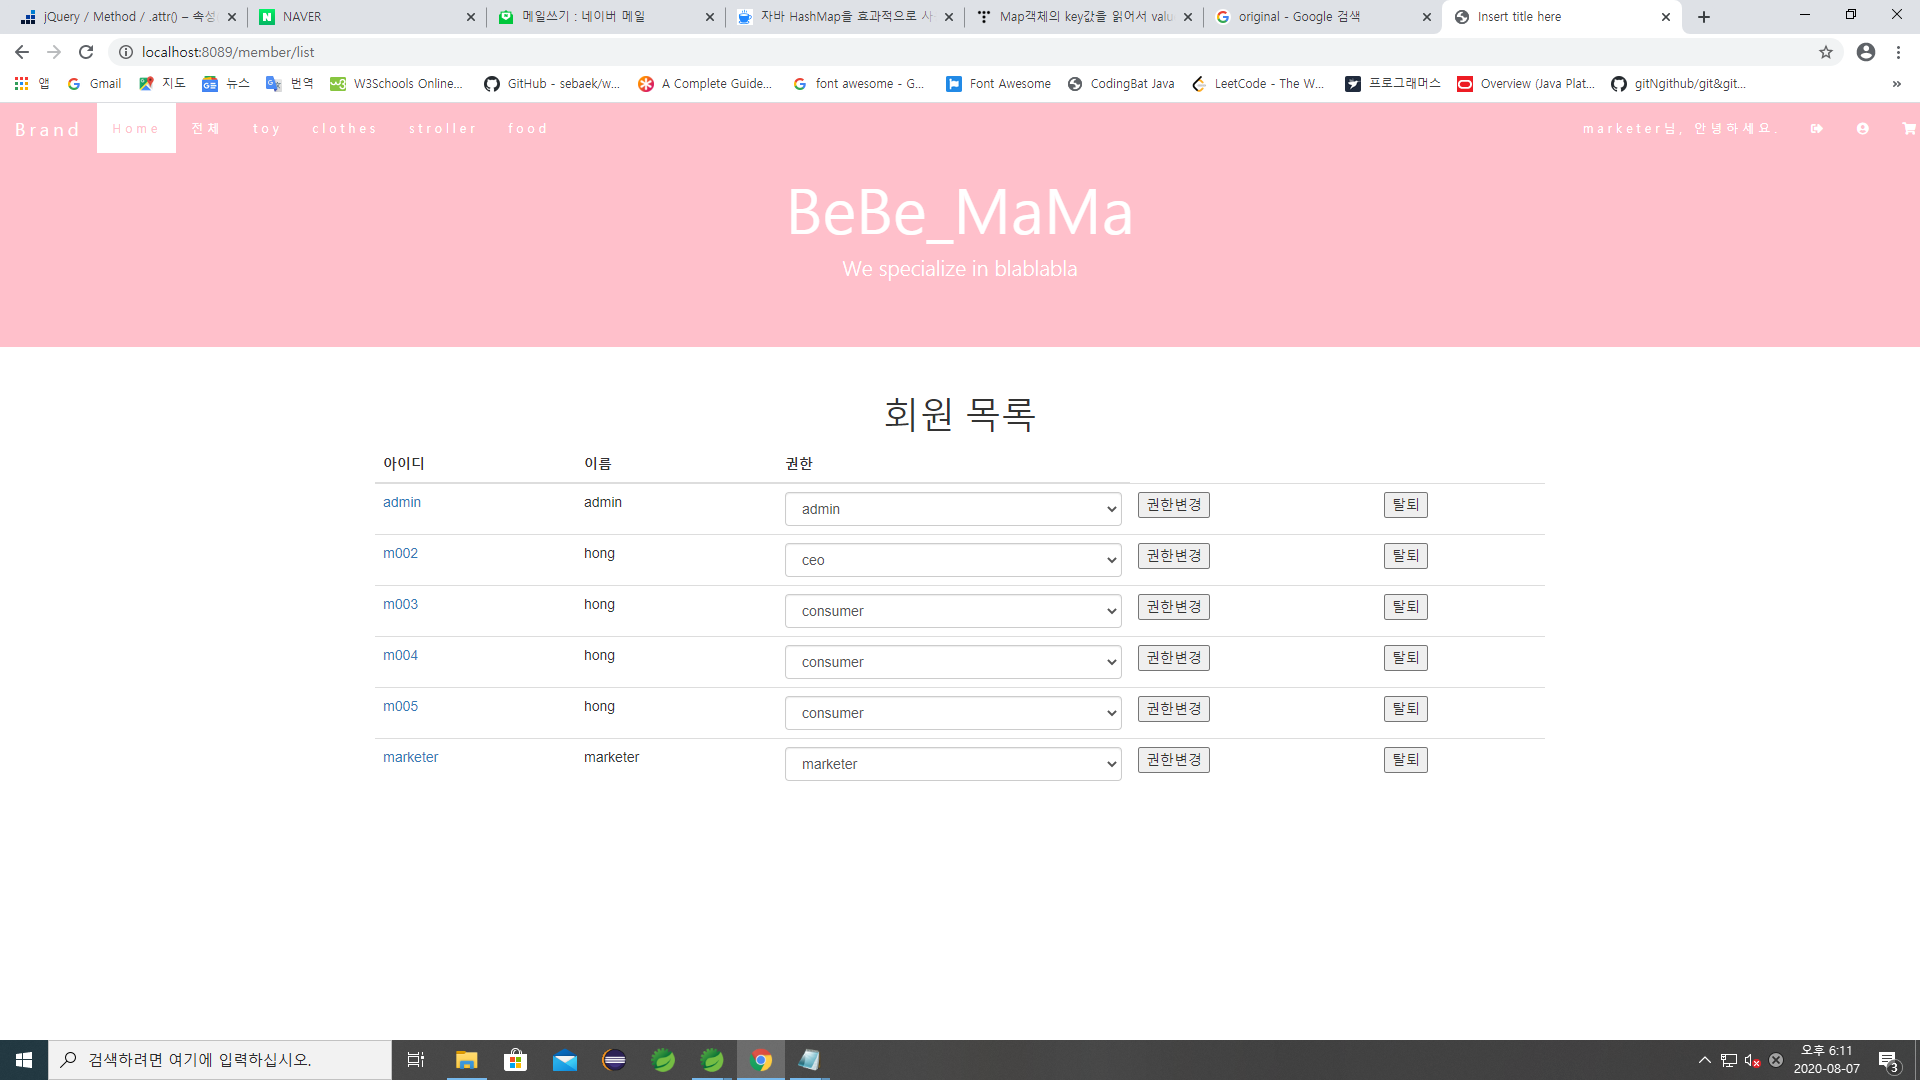 jQuery / Method / .attr() – 속성
NAVER
메일쓰기 : 네이버 메일
자바 HashMap을 효과적으로 사
Map객체의 key값을 읽어서 valu
original - Google 검색
Insert title here
localhost:8089/member/list
앱
Gmail
지도
뉴스
번역
W3Schools Online...
GitHub - sebaek/w...
A Complete Guide...
font awesome - G...
Font Awesome
CodingBat Java
LeetCode - The W...
프로그래머스
Overview (Java Plat...
gitNgithub/git&git...
»
Brand
Home
전체
toy
clothes
stroller
food
marketer님, 안녕하세요.
BeBe_MaMa
We specialize in blablabla
회원 목록
아이디 이름 권한
admin admin admin 권한변경 탈퇴
m002 hong ceo 권한변경 탈퇴
m003 hong consumer 권한변경 탈퇴
m004 hong consumer 권한변경 탈퇴
m005 hong consumer 권한변경 탈퇴
marketer marketer marketer 권한변경 탈퇴
검색하려면 여기에 입력하십시오.
오후 6:11
2020-08-07
3